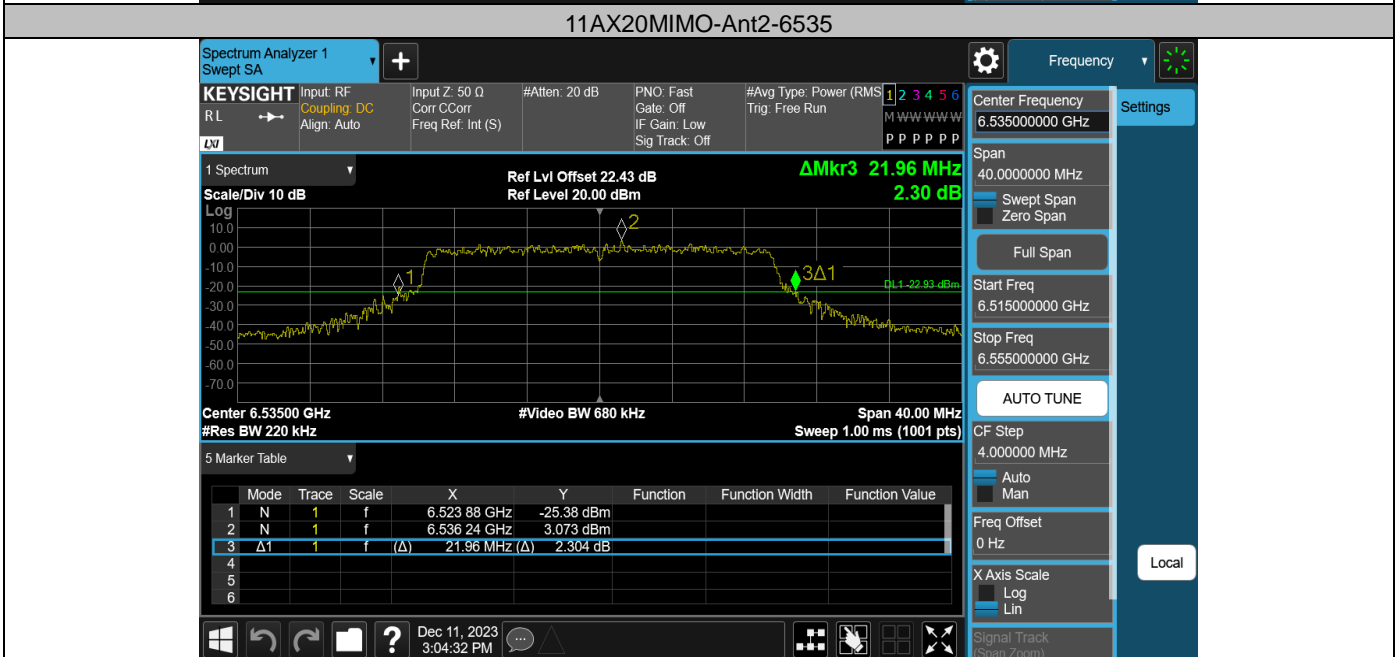 11AX20MIMO-Ant2-6535
Spectrum Analyzer 1
Swept SA
+
Frequency
KEYSIGHT
RL
LXI
Input: RF
Coupling: DC
Align: Auto
Input Z: 50 Ω
Corr CCorr
Freq Ref: Int (S)
#Atten: 20 dB
PNO: Fast
Gate: Off
IF Gain: Low
Sig Track: Off
#Avg Type: Power (RMS
Trig: Free Run
1 2 3 4 5 6
M W W W W W
P P P P P P
1 Spectrum
Scale/Div 10 dB
Ref Lvl Offset 22.43 dB
Ref Level 20.00 dBm
ΔMkr3 21.96 MHz
2.30 dB
Log
10.0
0.00
-10.0
-20.0
-30.0
-40.0
-50.0
-60.0
-70.0
1
2
3Δ1
DL1 -22.93 dBm
Center 6.53500 GHz
#Video BW 680 kHz
Span 40.00 MHz
#Res BW 220 kHz
Sweep 1.00 ms (1001 pts)
5 Marker Table
Mode Trace Scale X Y Function Function Width Function Value
1 N 1 f 6.523 88 GHz -25.38 dBm
2 N 1 f 6.536 24 GHz 3.073 dBm
3 Δ1 1 f (Δ) 21.96 MHz (Δ) 2.304 dB
4
5
6
Center Frequency
6.535000000 GHz
Settings
Span
40.0000000 MHz
Swept Span
Zero Span
Full Span
Start Freq
6.515000000 GHz
Stop Freq
6.555000000 GHz
AUTO TUNE
CF Step
4.000000 MHz
Auto
Man
Freq Offset
0 Hz
X Axis Scale
Log
Lin
Signal Track
(Span Zoom)
Local
?
Dec 11, 2023
3:04:32 PM